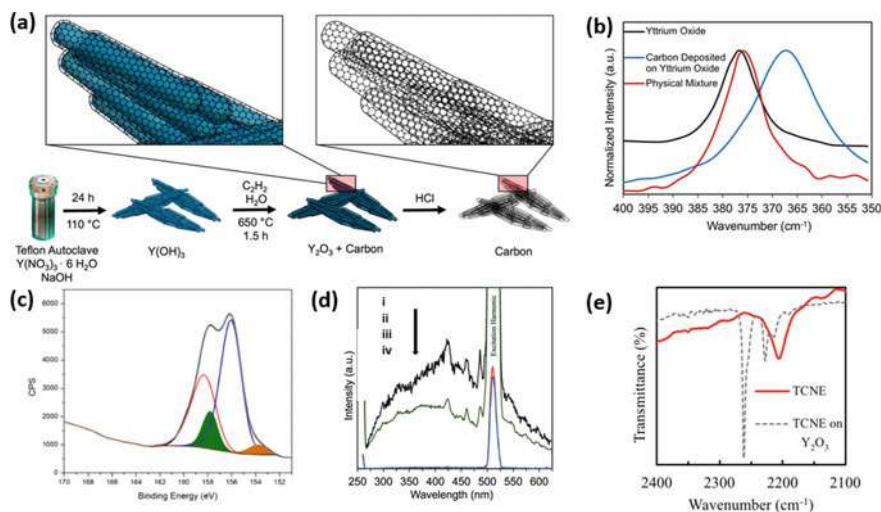 (a)
24 h
110 °C
Teflon Autoclave
Y(NO₃)₃ · 6 H₂O
NaOH
Y(OH)₃
C₂H₂
H₂O
650 °C
1.5 h
Y₂O₃ + Carbon
HCl
Carbon
(b)
Normalized Intensity (a.u.)
Yttrium Oxide
Carbon Deposited
on Yttrium Oxide
Physical Mixture
400 395 390 385 380 375 370 365 360 355 350
Wavenumber (cm⁻¹)
(c)
CPS
6000
5000
4000
3000
2000
1000
0
170 168 166 164 162 160 158 156 154 152
Binding Energy (eV)
(d)
i
ii
iii
iv
Excitation Harmonic
Intensity (a.u.)
250 300 350 400 450 500 550 600
Wavelength (nm)
(e)
Transmittance (%)
TCNE
TCNE on
Y₂O₃
2400 2300 2200 2100
Wavenumber (cm⁻¹)